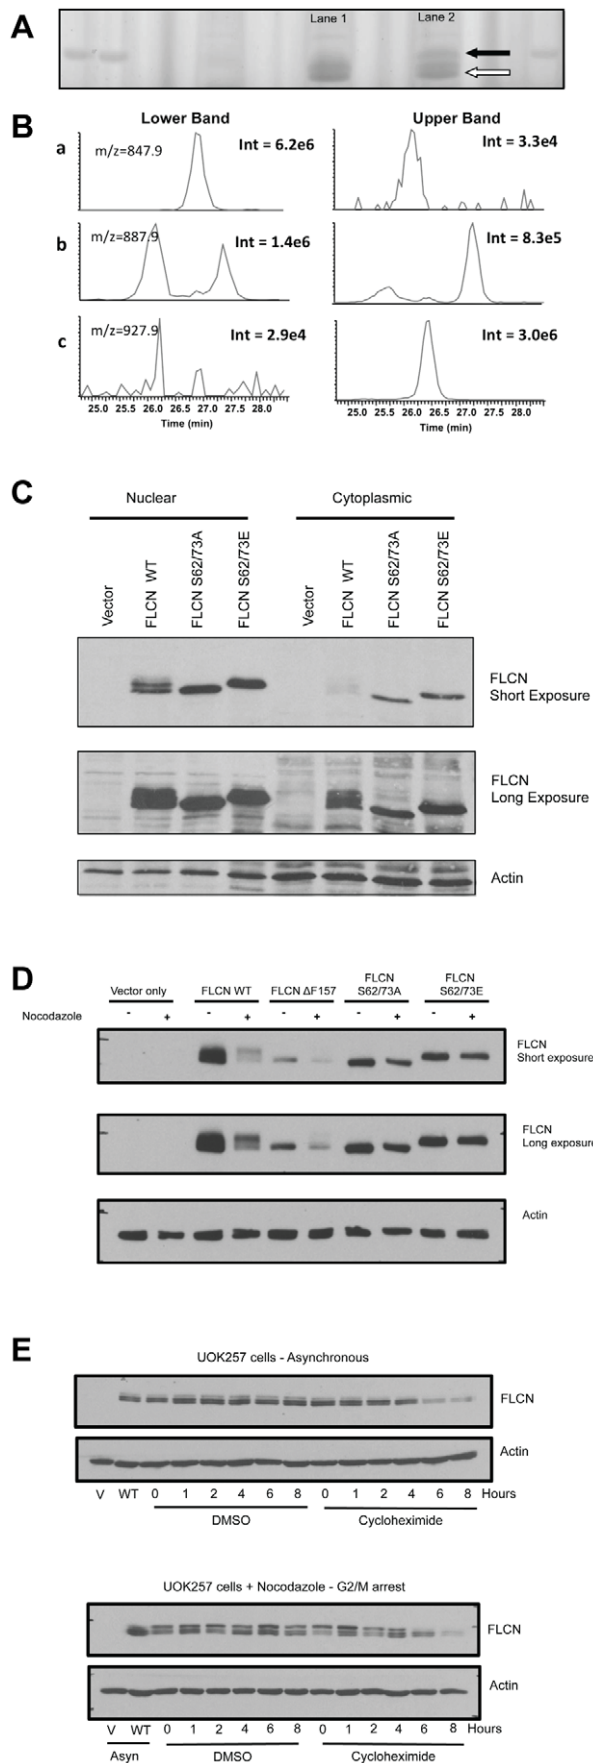 A
Lane 1 Lane 2
B
Lower Band Upper Band
a m/z=847.9 Int = 6.2e6 Int = 3.3e4
b m/z=887.9 Int = 1.4e6 Int = 8.3e5
c m/z=927.9 Int = 2.9e4 Int = 3.0e6
25.0 25.5 26.0 26.5 27.0 27.5 28.0 25.0 25.5 26.0 26.5 27.0 27.5 28.0
Time (min) Time (min)
C
Nuclear Cytoplasmic
Vector FLCN WT FLCN S62/73A FLCN S62/73E Vector FLCN WT FLCN S62/73A FLCN S62/73E
FLCN
Short Exposure
FLCN
Long Exposure
Actin
D
Vector only FLCN WT FLCN ΔF157 FLCN S62/73A FLCN S62/73E
Nocodazole - + - + - + - + - +
FLCN
Short exposure
FLCN
Long exposure
Actin
E
UOK257 cells - Asynchronous
FLCN
Actin
V WT 0 1 2 4 6 8 0 1 2 4 6 8 Hours
DMSO Cycloheximide
UOK257 cells + Nocodazole - G2/M arrest
FLCN
Actin
V WT 0 1 2 4 6 8 0 1 2 4 6 8 Hours
Asyn DMSO Cycloheximide